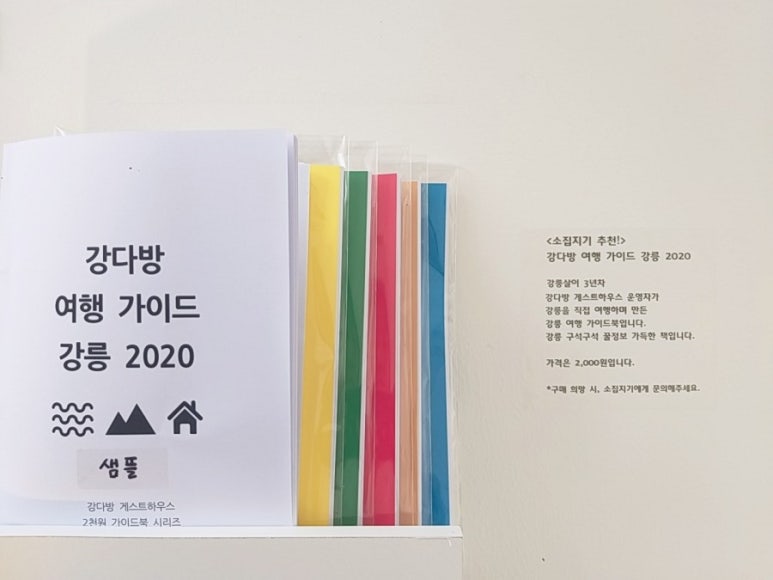 강다방
여행 가이드
강릉 2020
샘플
강다방 게스트하우스
2천원 가이드북 시리즈
<소집지기 추천!>
강다방 여행 가이드 강릉 2020
강릉살이 3년차
강다방 게스트하우스 운영자가
강릉을 직접 여행하며 만든
강릉 여행 가이드북입니다.
강릉 구석구석 꿀정보 가득한 책입니다.
가격은 2,000원입니다.
*구매 희망 시, 소집지기에게 문의해주세요.